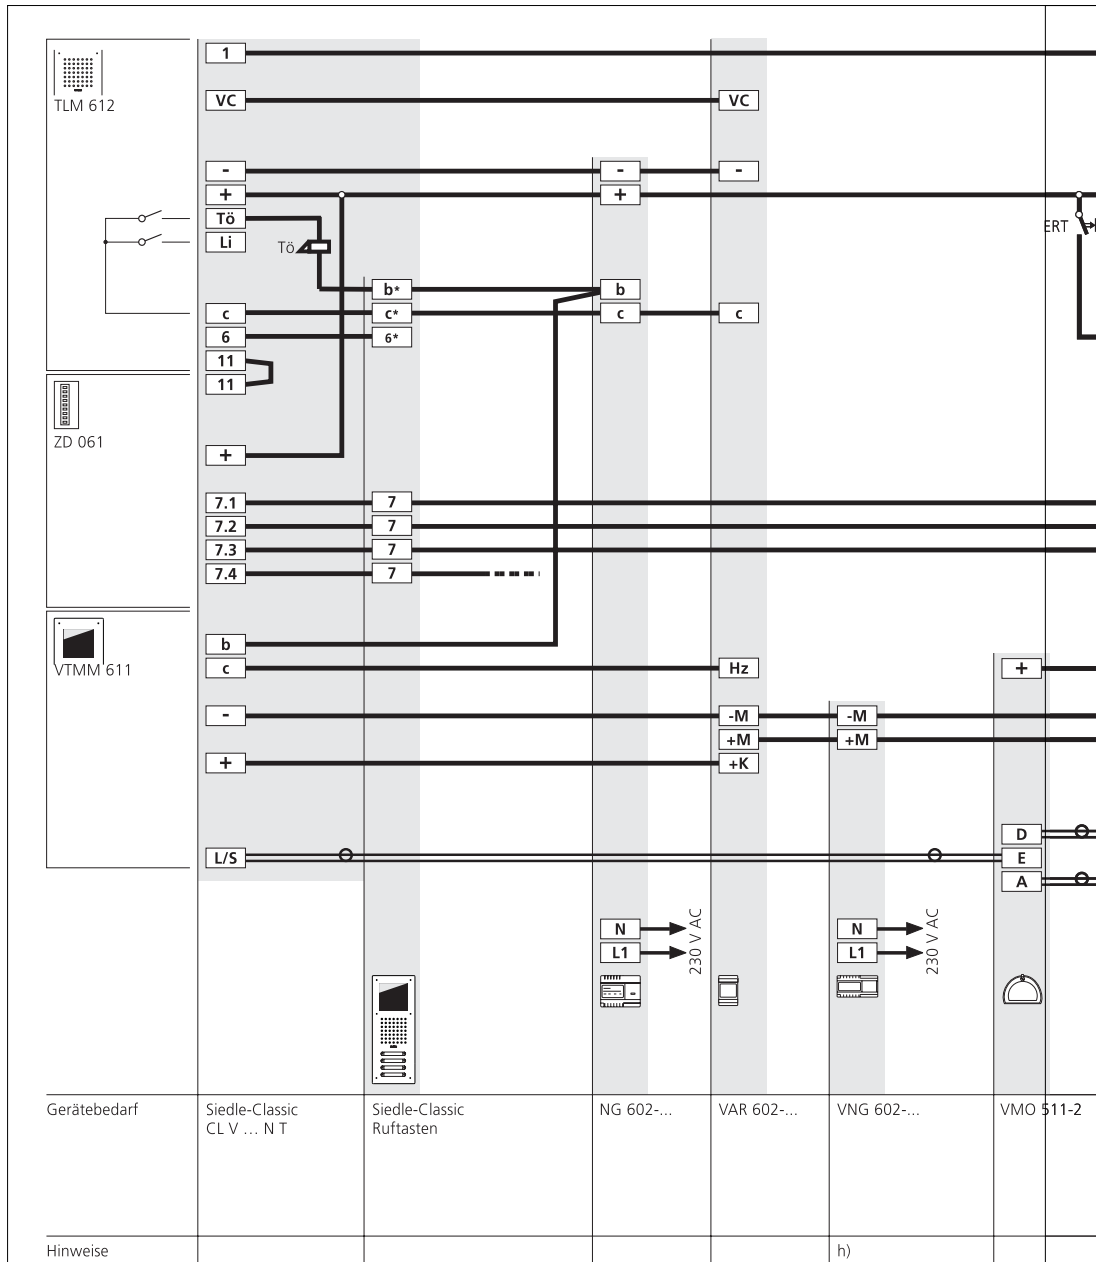 1
TLM 612
VC VC
- - -
+ +
Tö
ERT
Li Tö
b* b
c c* c c
6 6*
11
11
ZD 061
+
7.1 7
7.2 7
7.3 7
7.4 7
b
VTMM 611 c Hz +
- -M -M
+M +M
+ +K
D
L/S E
A
N N
L1 L1
230 V AC
230 V AC
Gerätebedarf
Siedle-Classic
CL V ... N T
Siedle-Classic
Ruftasten
NG 602-...
VAR 602-...
VNG 602-...
VMO 511-2
Hinweise
h)